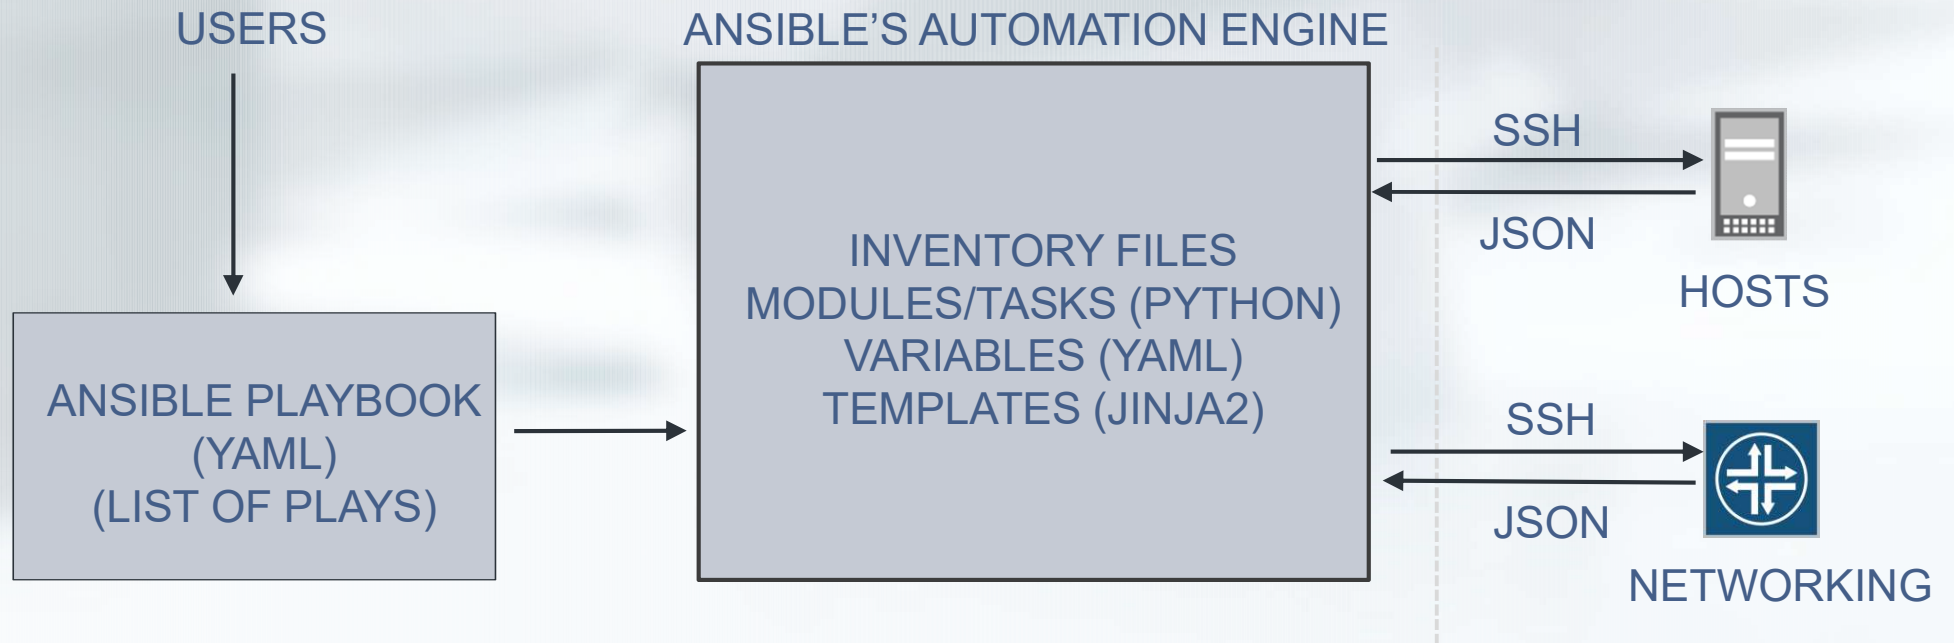 USERS
ANSIBLE’S AUTOMATION ENGINE
ANSIBLE PLAYBOOK
(YAML)
(LIST OF PLAYS)
INVENTORY FILES
MODULES/TASKS (PYTHON)
VARIABLES (YAML)
TEMPLATES (JINJA2)
SSH
JSON
HOSTS
SSH
JSON
NETWORKING